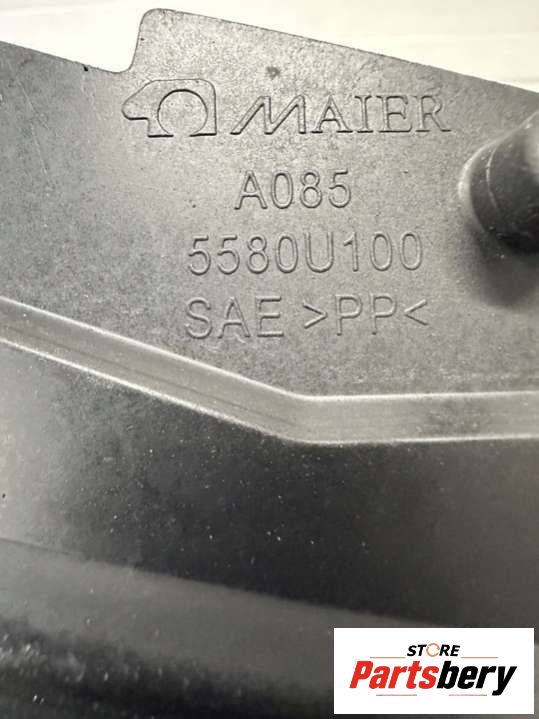 MAIER
A085
5580U100
SAE >PP<
STORE
Partsbery